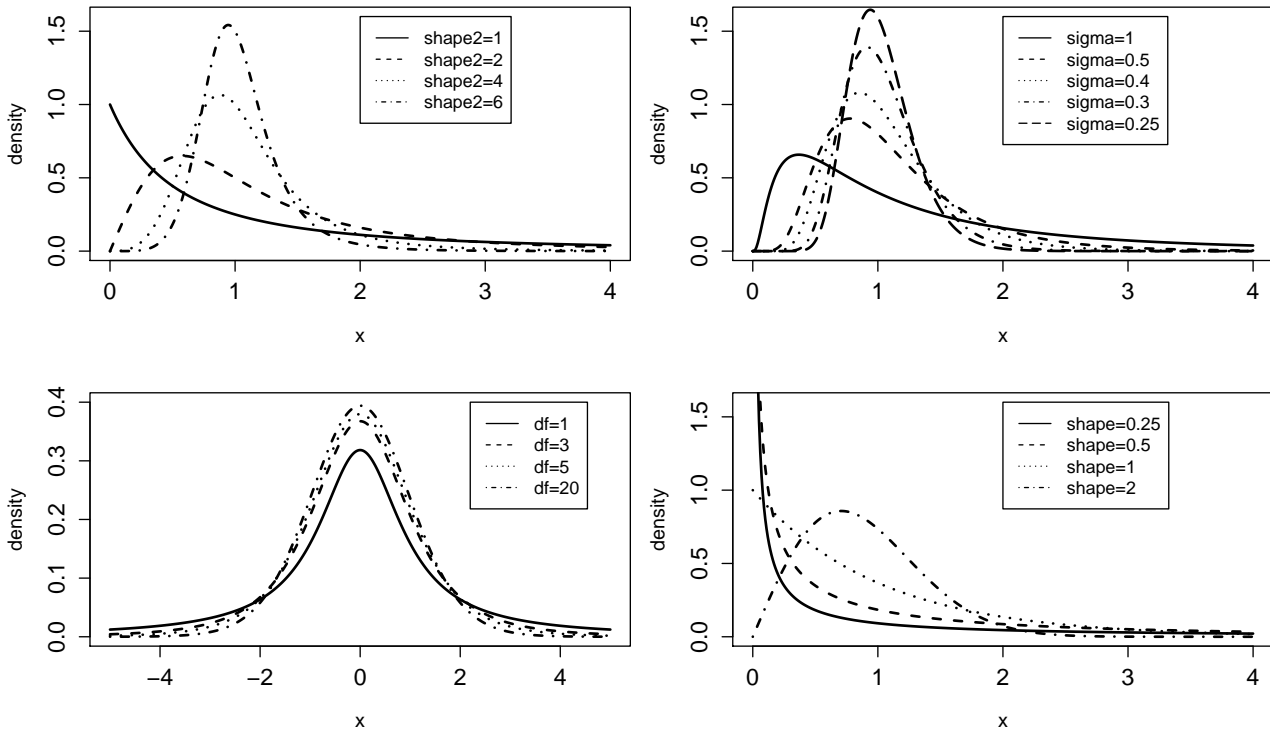 density
0.0
0.5
1.0
1.5
0
1
2
3
4
x
shape2=1
shape2=2
shape2=4
shape2=6
density
0.0
0.5
1.0
1.5
0
1
2
3
4
x
sigma=1
sigma=0.5
sigma=0.4
sigma=0.3
sigma=0.25
density
0.0
0.1
0.2
0.3
0.4
−4
−2
0
2
4
x
df=1
df=3
df=5
df=20
density
0.0
0.5
1.0
1.5
0
1
2
3
4
x
shape=0.25
shape=0.5
shape=1
shape=2